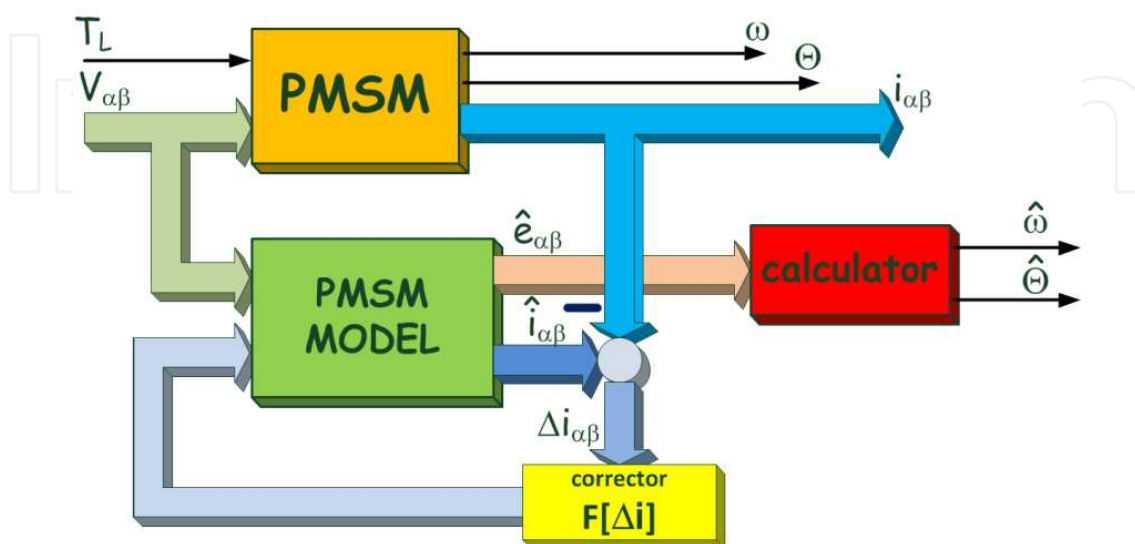 T_L
V_αβ
PMSM
ω
Θ
i_αβ
ê_αβ
PMSM
MODEL
î_αβ
−
calculator
ω̂
Θ̂
Δi_αβ
corrector
F[Δi]